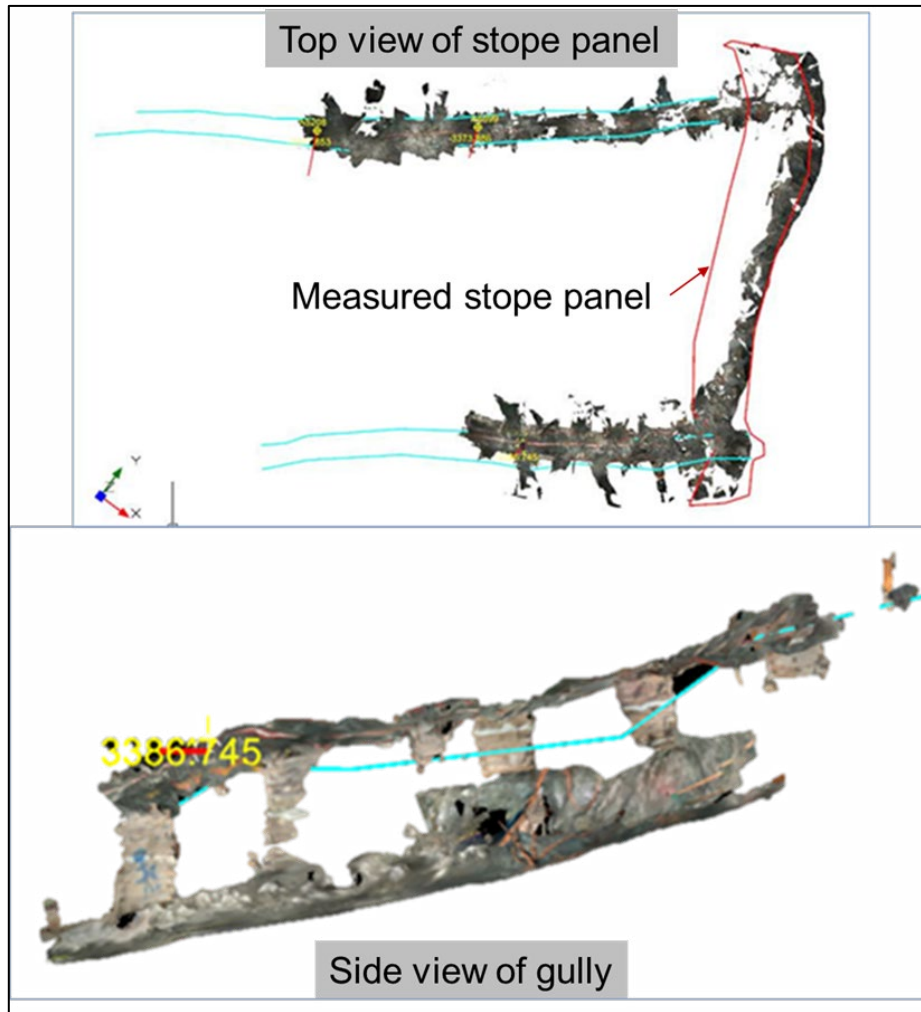 Top view of stope panel
Measured stope panel
Y
X
3386.745
Side view of gully